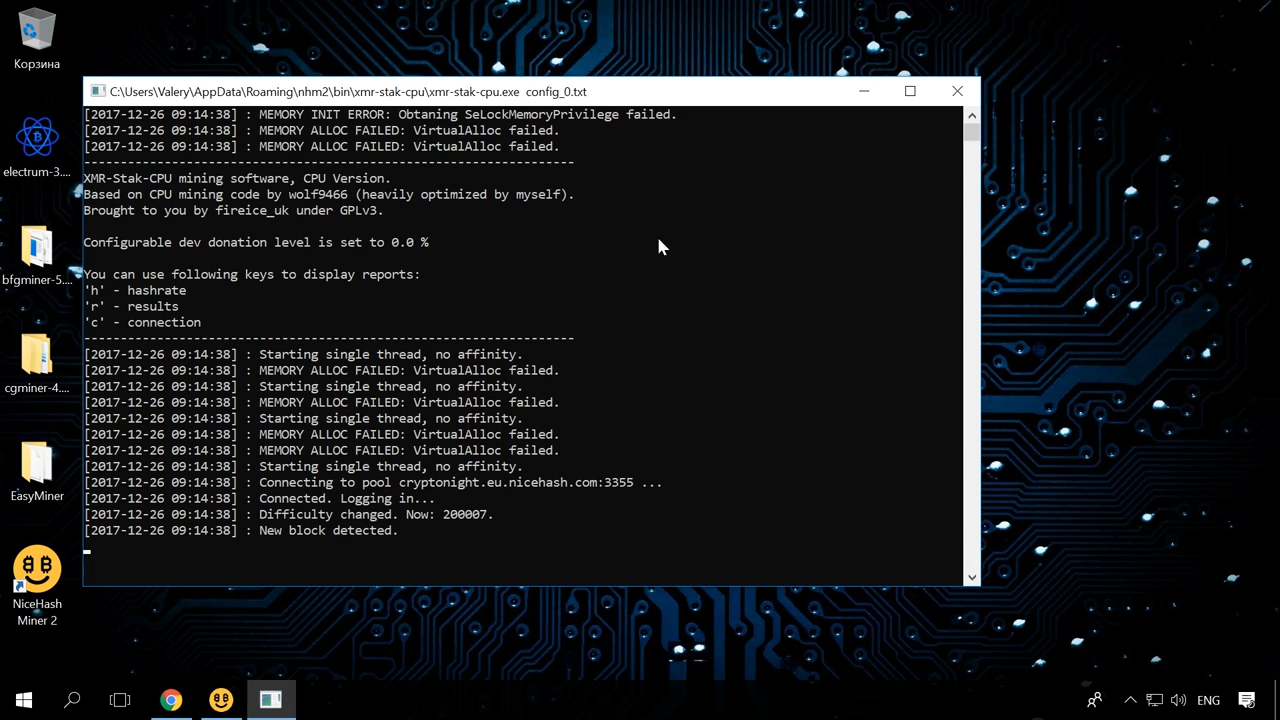 Корзина
electrum-3....
bfgminer-5....
cgminer-4....
EasyMiner
NiceHash
Miner 2
C:\Users\Valery\AppData\Roaming\nhm2\bin\xmr-stak-cpu\xmr-stak-cpu.exe config_0.txt
[2017-12-26 09:14:38] : MEMORY INIT ERROR: Obtaning SeLockMemoryPrivilege failed.
[2017-12-26 09:14:38] : MEMORY ALLOC FAILED: VirtualAlloc failed.
[2017-12-26 09:14:38] : MEMORY ALLOC FAILED: VirtualAlloc failed.
-------------------------------------------------------------------
XMR-Stak-CPU mining software, CPU Version.
Based on CPU mining code by wolf9466 (heavily optimized by myself).
Brought to you by fireice_uk under GPLv3.
Configurable dev donation level is set to 0.0 %
You can use following keys to display reports:
'h' - hashrate
'r' - results
'c' - connection
-------------------------------------------------------------------
[2017-12-26 09:14:38] : Starting single thread, no affinity.
[2017-12-26 09:14:38] : MEMORY ALLOC FAILED: VirtualAlloc failed.
[2017-12-26 09:14:38] : Starting single thread, no affinity.
[2017-12-26 09:14:38] : MEMORY ALLOC FAILED: VirtualAlloc failed.
[2017-12-26 09:14:38] : Starting single thread, no affinity.
[2017-12-26 09:14:38] : MEMORY ALLOC FAILED: VirtualAlloc failed.
[2017-12-26 09:14:38] : MEMORY ALLOC FAILED: VirtualAlloc failed.
[2017-12-26 09:14:38] : Starting single thread, no affinity.
[2017-12-26 09:14:38] : Connecting to pool cryptonight.eu.nicehash.com:3355 ...
[2017-12-26 09:14:38] : Connected. Logging in...
[2017-12-26 09:14:38] : Difficulty changed. Now: 200007.
[2017-12-26 09:14:38] : New block detected.
ENG